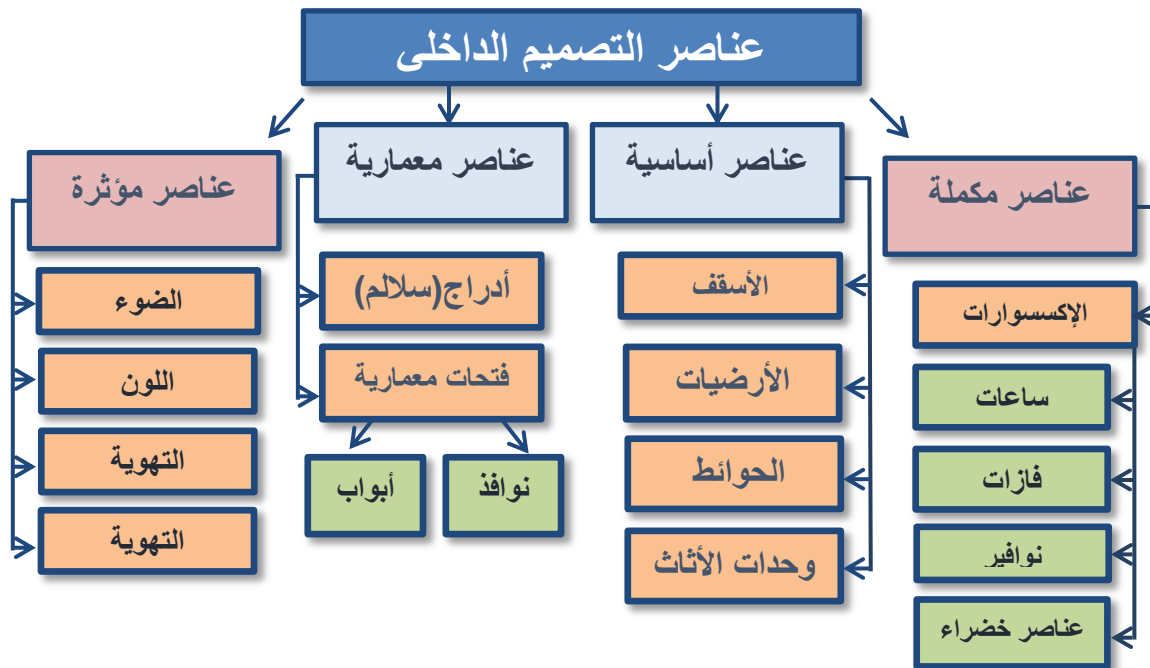 عناصر التصميم الداخلى
عناصر مكملة
الإكسسوارات
ساعات
فازات
نوافير
عناصر خضراء
عناصر أساسية
الأسقف
الأرضيات
الحوائط
وحدات الأثاث
عناصر معمارية
أدراج(سلالم)
فتحات معمارية
نوافذ
أبواب
عناصر مؤثرة
الضوء
اللون
التهوية
التهوية